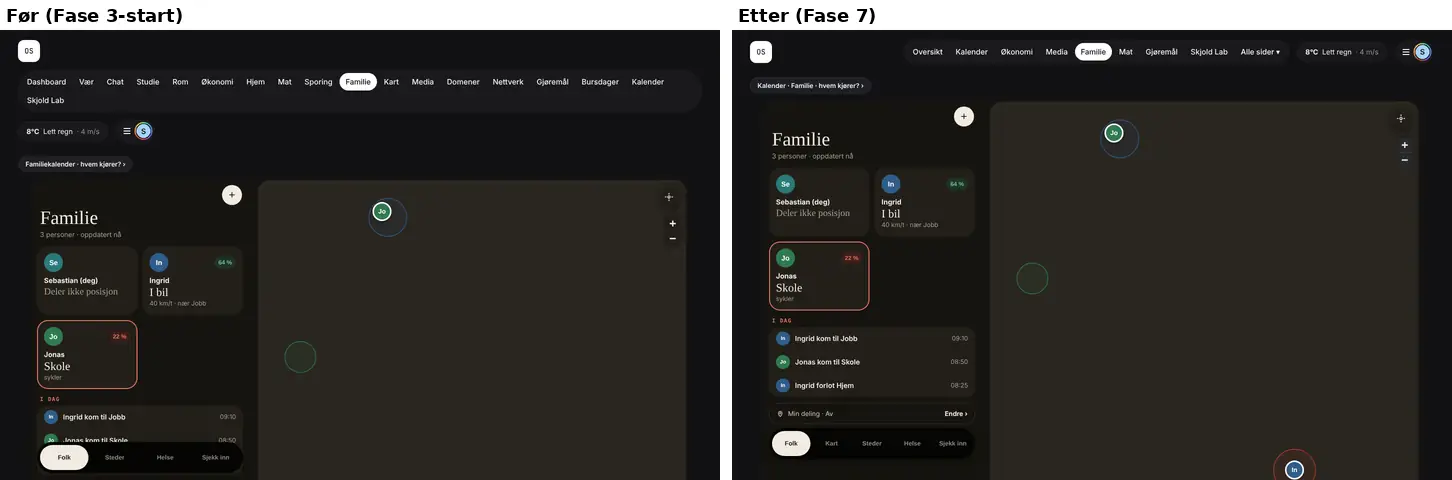 Før (Fase 3-start)
OS
Dashboard Vær Chat Studie Rom Økonomi Hjem Mat Sporing Familie Kart Media Domener Nettverk Gjøremål Bursdager Kalender
Skjold Lab
8°C Lett regn · 4 m/s S
Familiekalender · hvem kjører? ›
+
Familie
3 personer · oppdatert nå
Se
Sebastian (deg)
Deler ikke posisjon
In 64 %
Ingrid
I bil
40 km/t · nær Jobb
Jo 22 %
Jonas
Skole
sykler
I DAG
In Ingrid kom til Jobb 09:10
Jo Jonas kom til Skole 08:50
Folk Steder Helse Sjekk inn
Jo
+
−
Etter (Fase 7)
OS
Oversikt Kalender Økonomi Media Familie Mat Gjøremål Skjold Lab Alle sider ▾ 8°C Lett regn · 4 m/s S
Kalender · Familie · hvem kjører? ›
+
Familie
3 personer · oppdatert nå
Se
Sebastian (deg)
Deler ikke posisjon
In 64 %
Ingrid
I bil
40 km/t · nær Jobb
Jo 22 %
Jonas
Skole
sykler
I DAG
In Ingrid kom til Jobb 09:10
Jo Jonas kom til Skole 08:50
In Ingrid forlot Hjem 08:25
Min deling · Av Endre ›
Folk Kart Steder Helse Sjekk inn
Jo
+
−
In